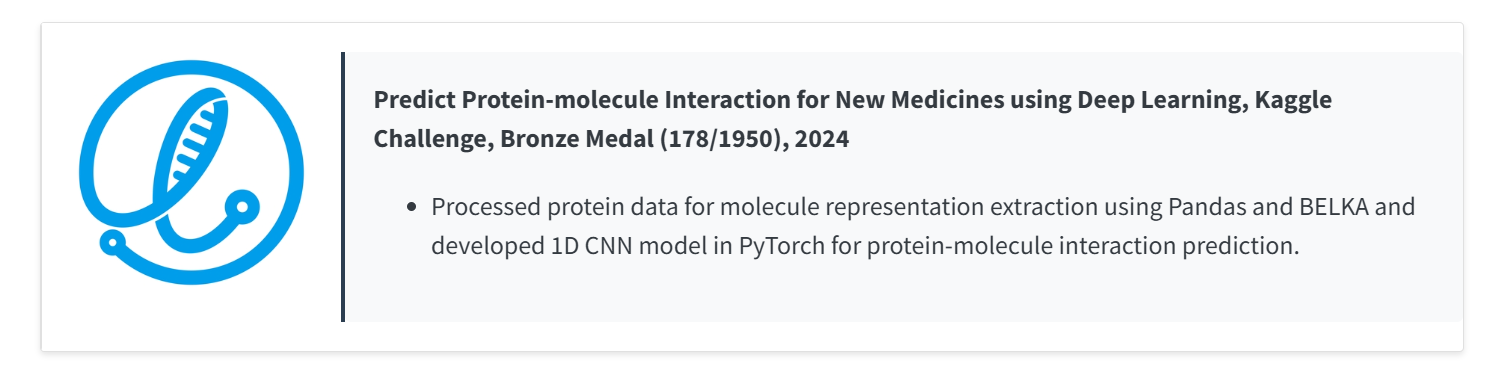 Predict Protein-molecule Interaction for New Medicines using Deep Learning, Kaggle
Challenge, Bronze Medal (178/1950), 2024
• Processed protein data for molecule representation extraction using Pandas and BELKA and
developed 1D CNN model in PyTorch for protein-molecule interaction prediction.